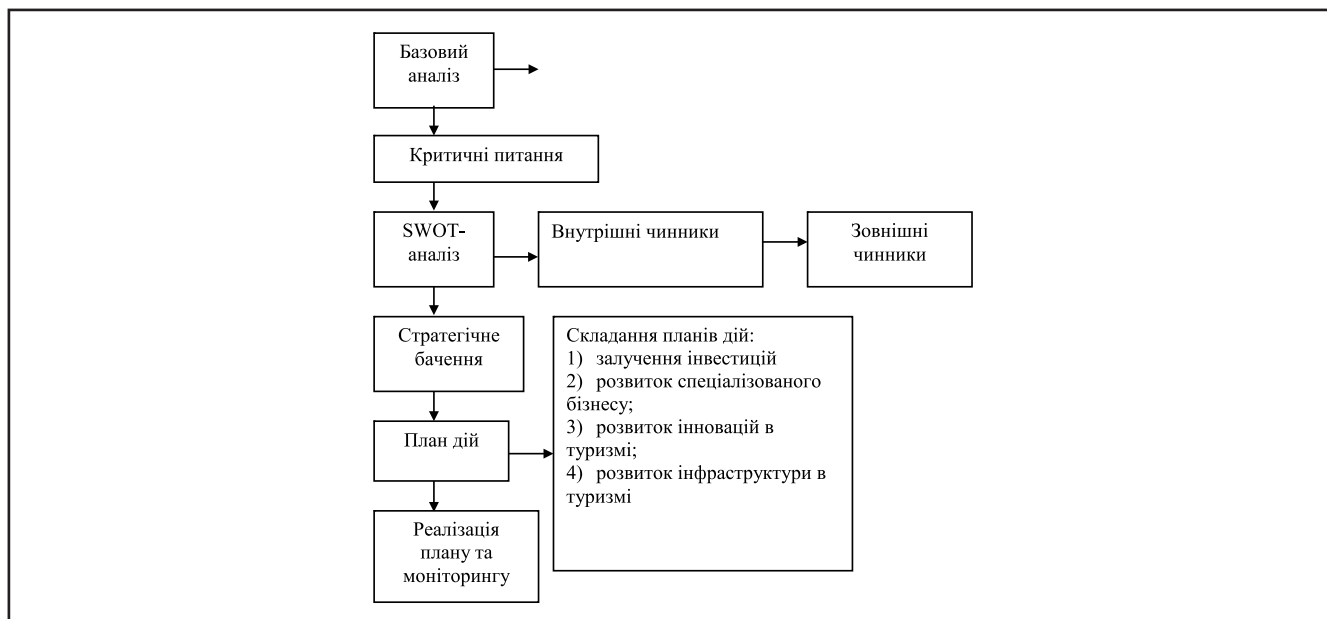 Базовий
аналіз
Критичні питання
SWOT-
аналіз
Внутрішні чинники
Зовнішні
чинники
Стратегічне
бачення
Складання планів дій:
1) залучення інвестицій
2) розвиток спеціалізованого
бізнесу;
3) розвиток інновацій в
туризмі;
4) розвиток інфраструктури в
туризмі
План дій
Реалізація
плану та
моніторингу